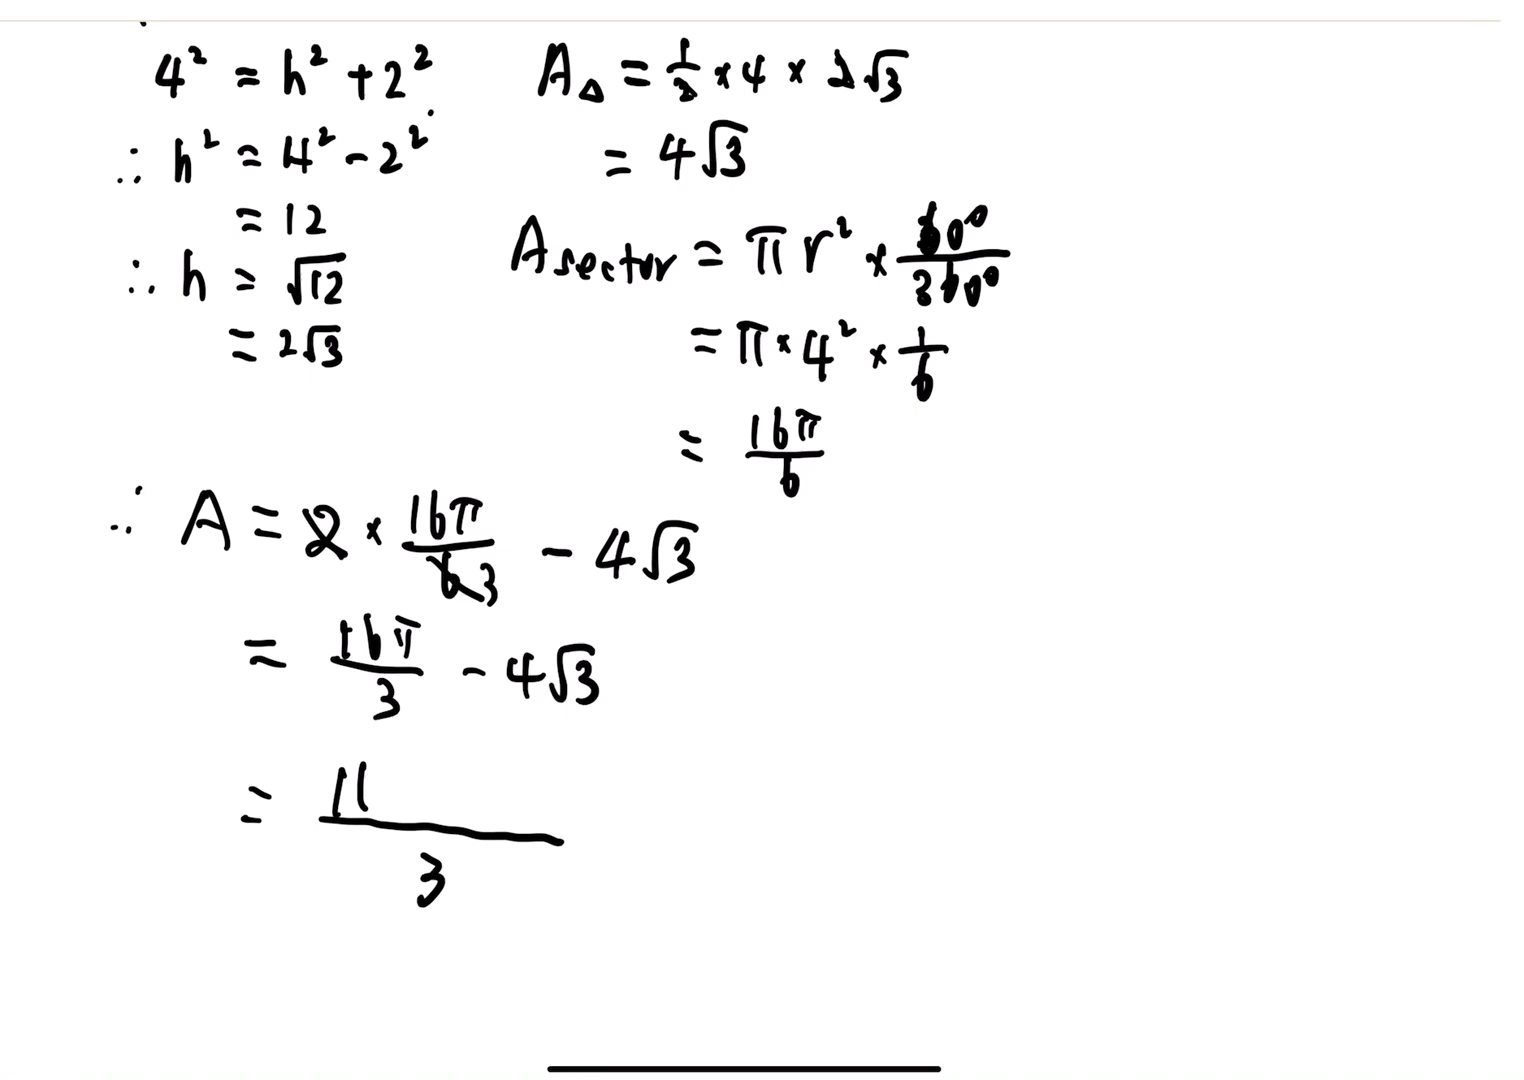 4² = h² + 2²
∴ h² = 4² - 2²
= 12
∴ h = √12
= 2√3
A△ = 1/2 × 4 × 2√3
= 4√3
Asector = πr² × 60°/360°
= π × 4² × 1/6
= 16π/6
∴ A = 2 × 16π/6 3 - 4√3
= 16π/3 - 4√3
= 11/3